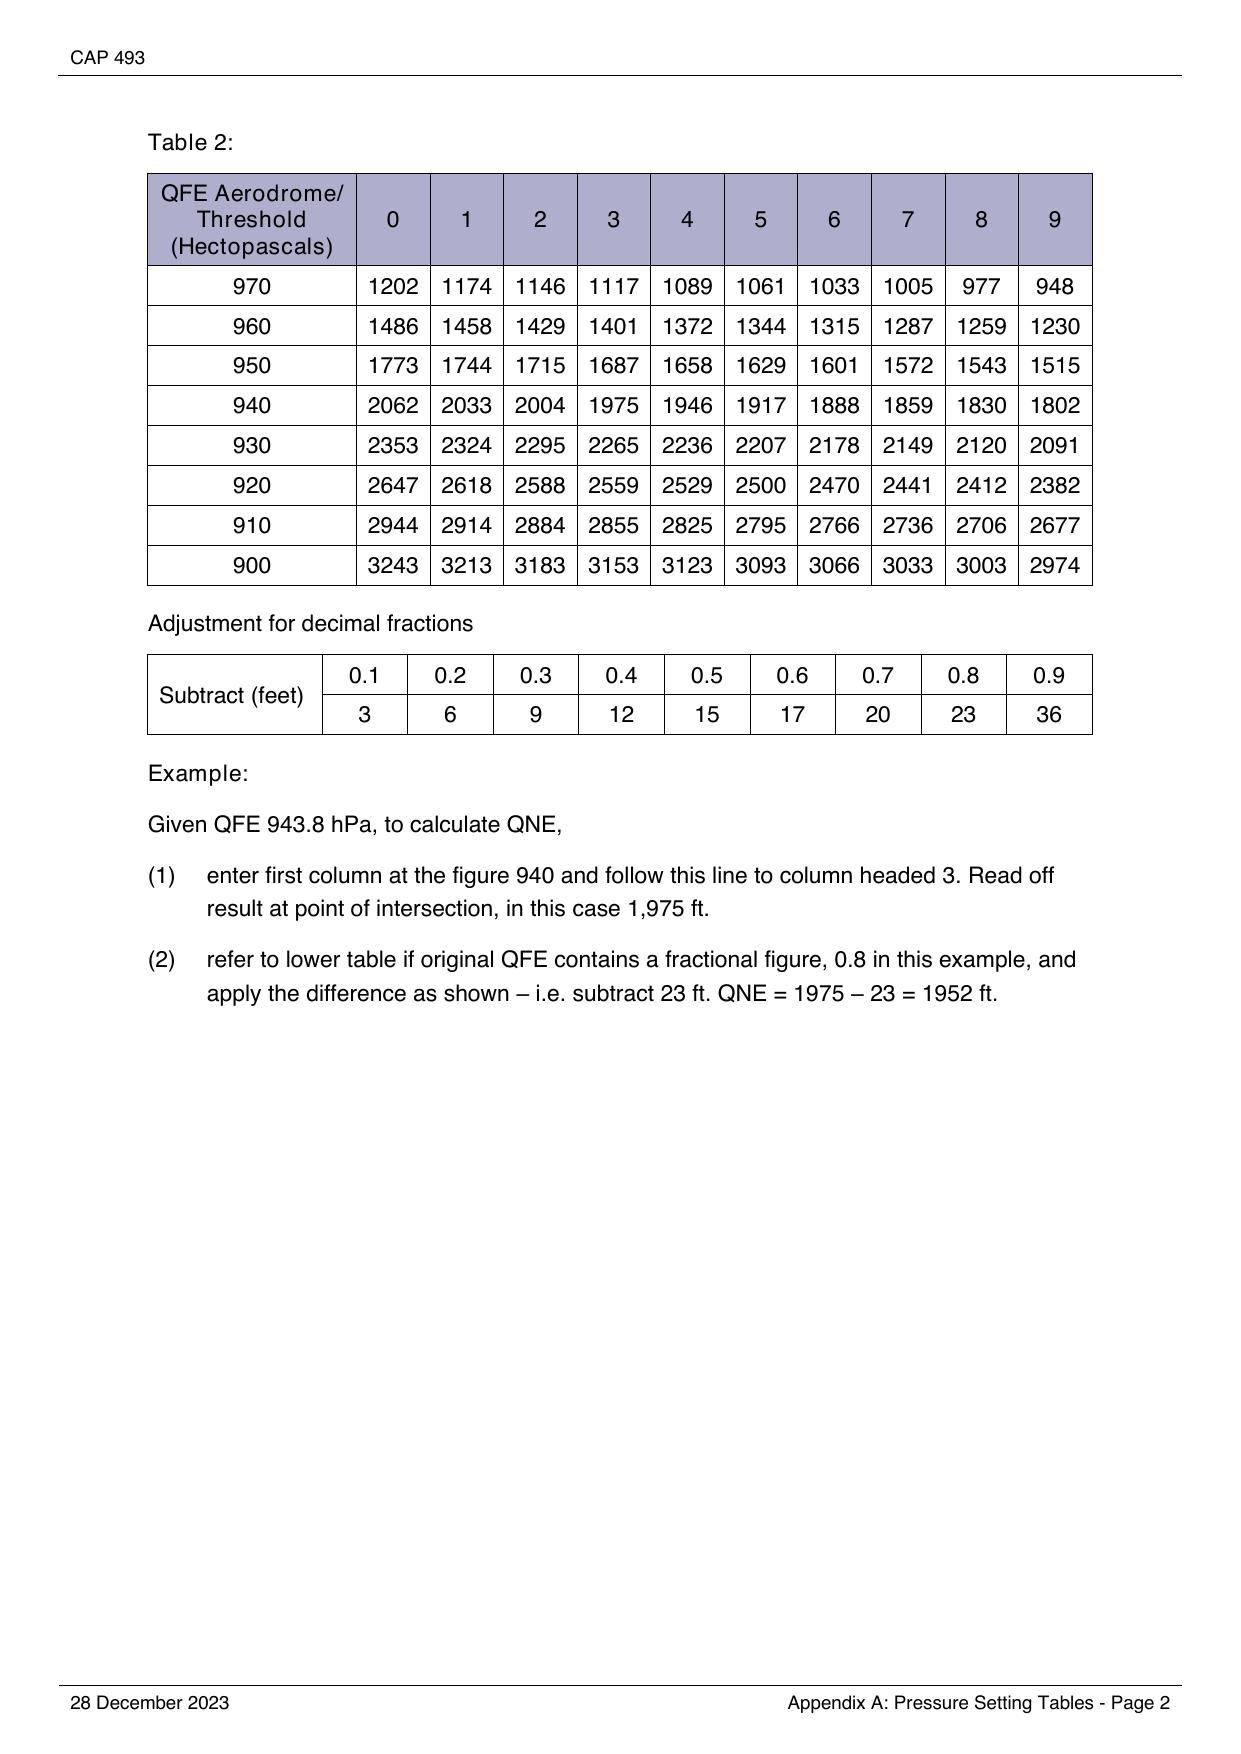 CAP 493
Table 2:
QFE Aerodrome/
Threshold
(Hectopascals)
0 1 2 3 4 5 6 7 8 9
970 1202 1174 1146 1117 1089 1061 1033 1005 977 948
960 1486 1458 1429 1401 1372 1344 1315 1287 1259 1230
950 1773 1744 1715 1687 1658 1629 1601 1572 1543 1515
940 2062 2033 2004 1975 1946 1917 1888 1859 1830 1802
930 2353 2324 2295 2265 2236 2207 2178 2149 2120 2091
920 2647 2618 2588 2559 2529 2500 2470 2441 2412 2382
910 2944 2914 2884 2855 2825 2795 2766 2736 2706 2677
900 3243 3213 3183 3153 3123 3093 3066 3033 3003 2974
Adjustment for decimal fractions
Subtract (feet)
0.1 0.2 0.3 0.4 0.5 0.6 0.7 0.8 0.9
3 6 9 12 15 17 20 23 36
Example:
Given QFE 943.8 hPa, to calculate QNE,
(1) enter first column at the figure 940 and follow this line to column headed 3. Read off
result at point of intersection, in this case 1,975 ft.
(2) refer to lower table if original QFE contains a fractional figure, 0.8 in this example, and
apply the difference as shown – i.e. subtract 23 ft. QNE = 1975 – 23 = 1952 ft.
28 December 2023 Appendix A: Pressure Setting Tables - Page 2